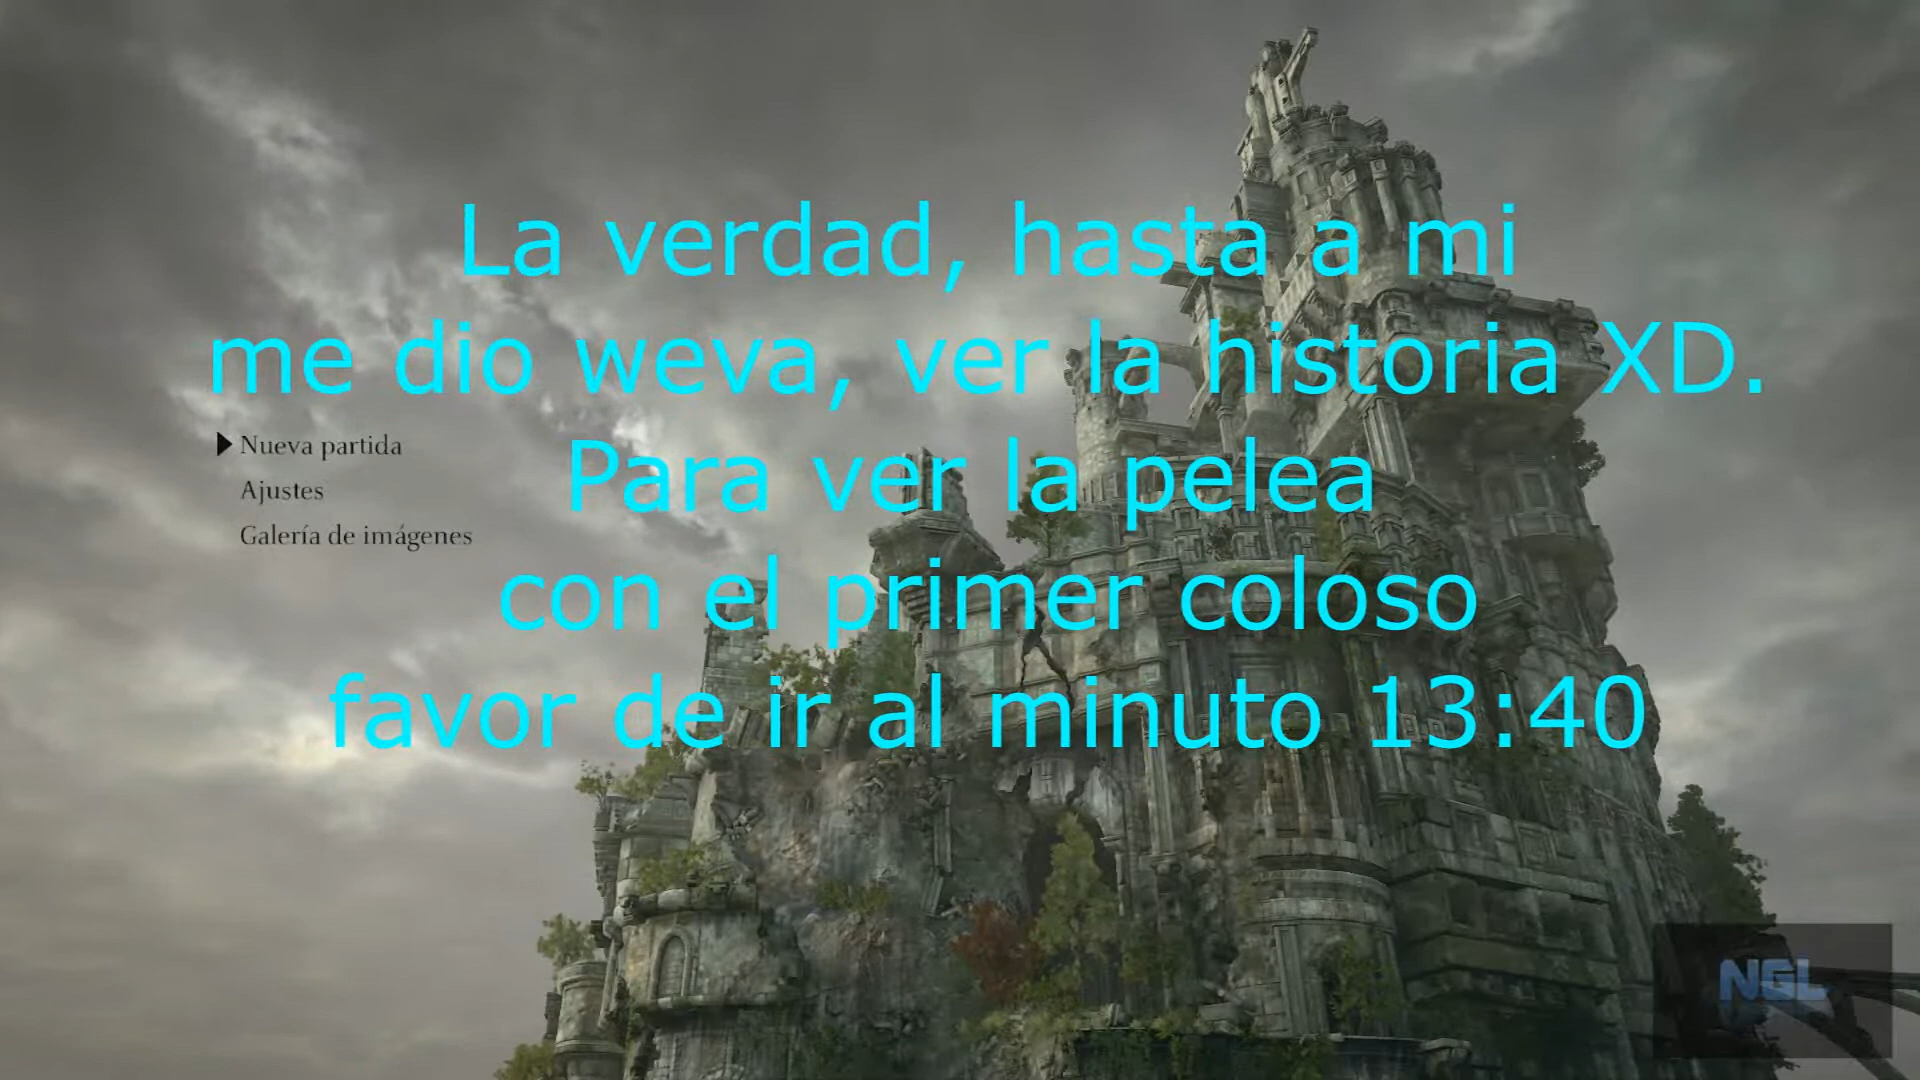 La verdad, hasta a mi
me dio weva, ver la historia XD.
Para ver la pelea
con el primer coloso
favor de ir al minuto 13:40
Nueva partida
Ajustes
Galería de imágenes
NGL